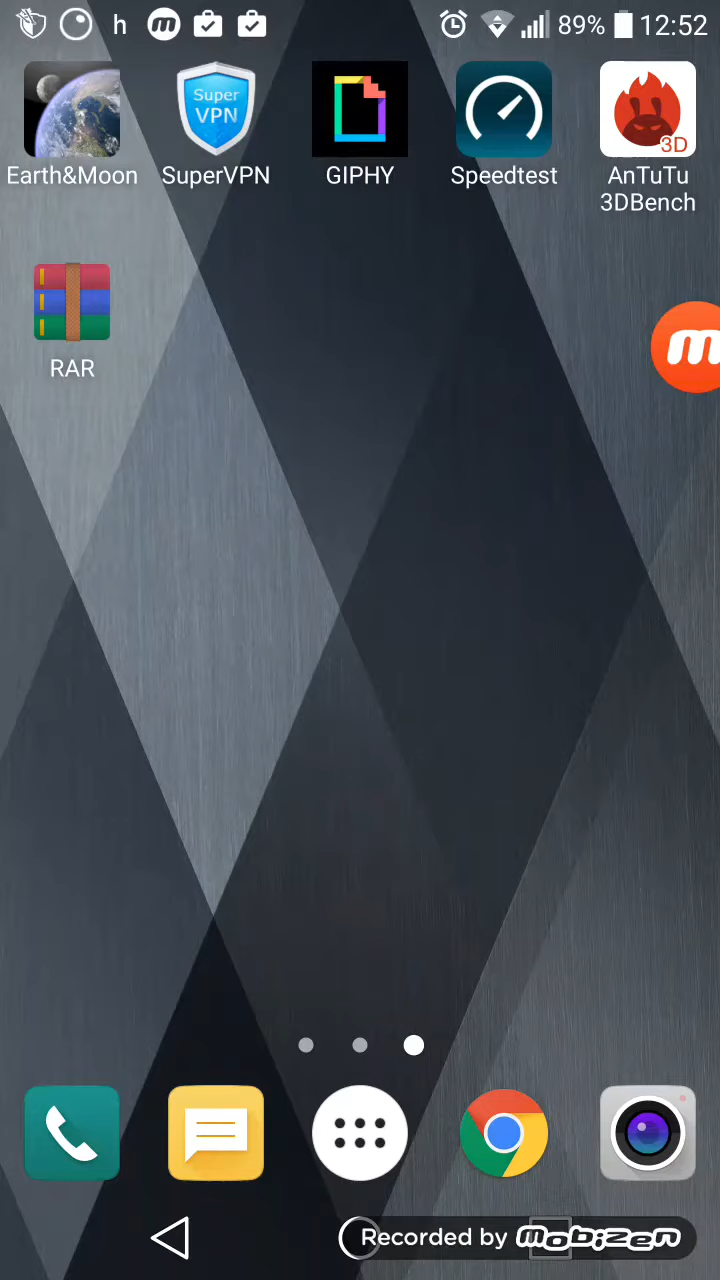 h m 89% 12:52
Super
VPN
3D
Earth&Moon SuperVPN GIPHY Speedtest AnTuTu
3DBench
m
RAR
Recorded by mobizen